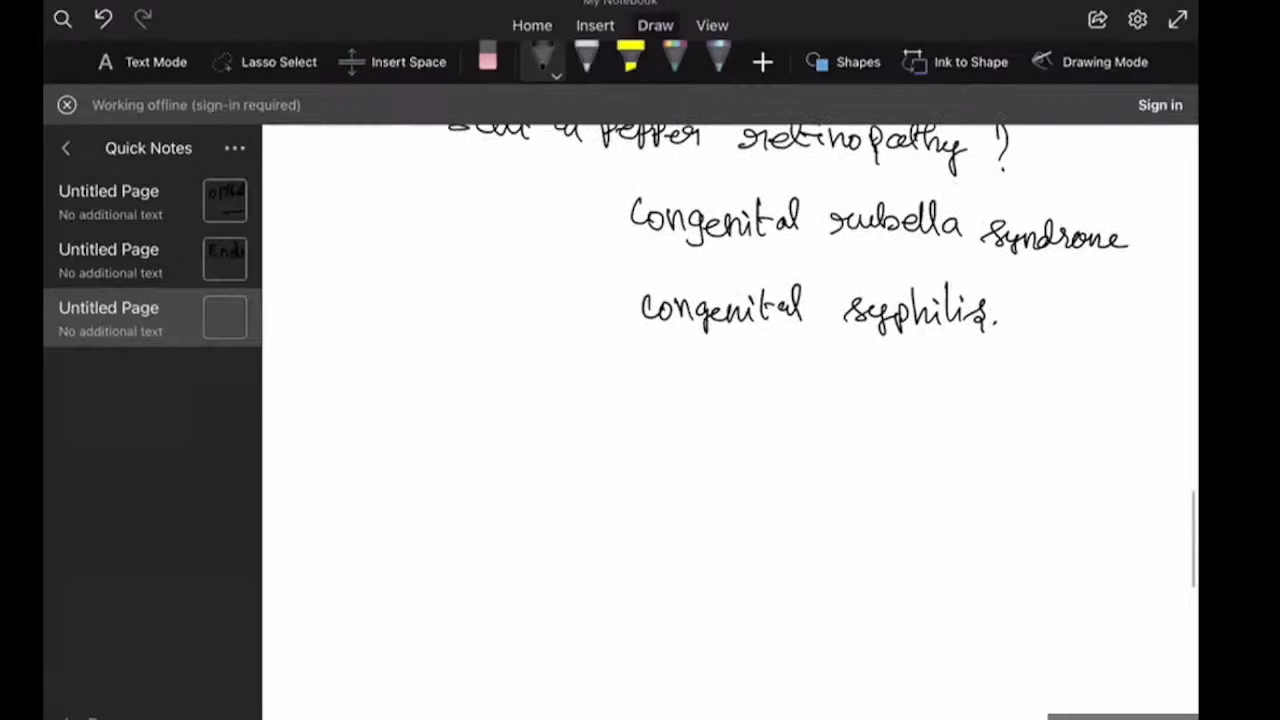 My Notebook
Home Insert Draw View
Text Mode Lasso Select Insert Space Shapes Ink to Shape Drawing Mode
Working offline (sign-in required) Sign in
Quick Notes
Untitled Page
No additional text
Untitled Page
No additional text
Untitled Page
No additional text
pepper retinopathy ?
congenital rubella syndrone
congenital syphilis.